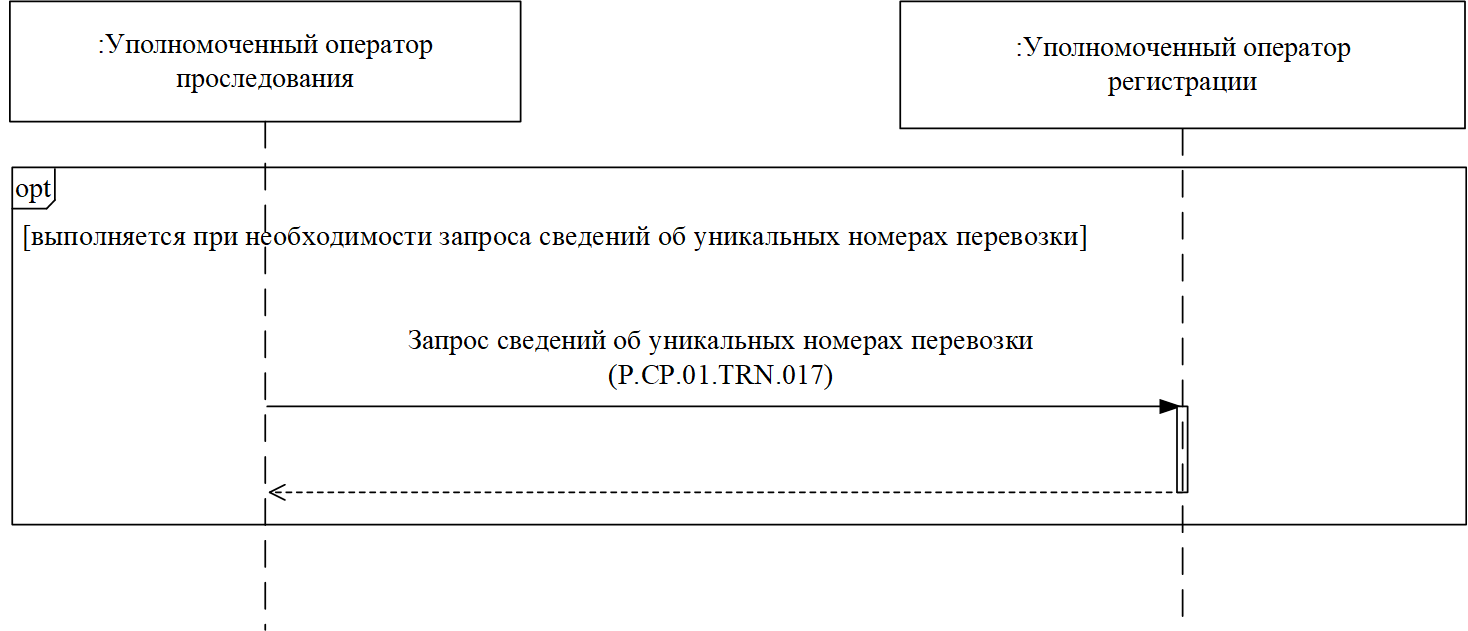 :Уполномоченный оператор
проследования
:Уполномоченный оператор
регистрации
opt
[выполняется при необходимости запроса сведений об уникальных номерах перевозки]
Запрос сведений об уникальных номерах перевозки
(P.CP.01.TRN.017)